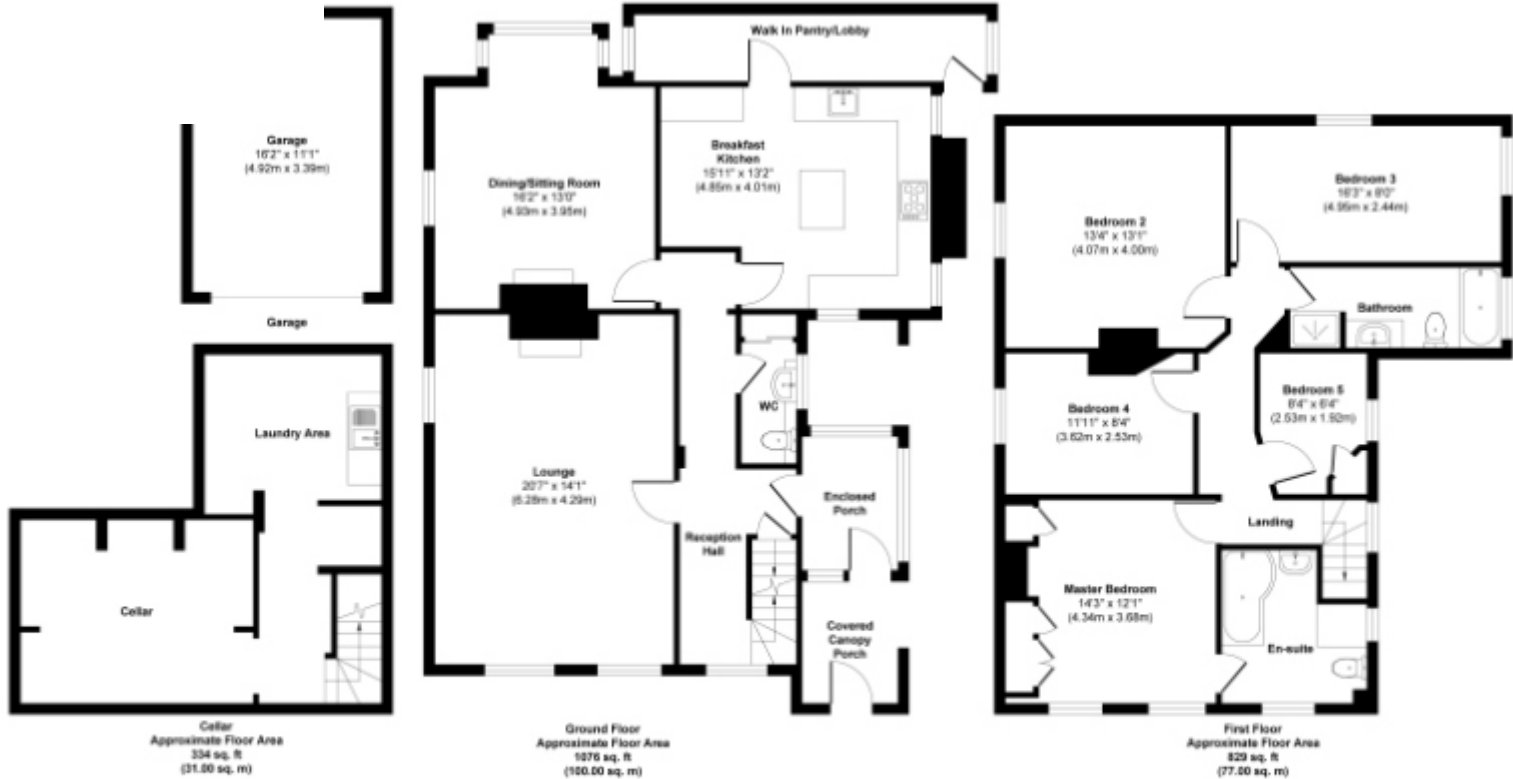 Garage
16'2" x 11'1"
(4.92m x 3.39m)
Garage
Laundry Area
Cellar
Cellar
Approximate Floor Area
334 sq. ft
(31.00 sq. m)
Walk In Pantry/Lobby
Dining/Sitting Room
16'2" x 13'0"
(4.93m x 3.95m)
Breakfast
Kitchen
15'11" x 13'2"
(4.85m x 4.01m)
WC
Lounge
20'7" x 14'1"
(6.28m x 4.29m)
Reception
Hall
Enclosed
Porch
Covered
Canopy
Porch
Ground Floor
Approximate Floor Area
1076 sq. ft
(100.00 sq. m)
Bedroom 2
13'4" x 13'1"
(4.07m x 4.00m)
Bedroom 3
16'3" x 8'0"
(4.95m x 2.44m)
Bathroom
Bedroom 4
11'11" x 8'4"
(3.62m x 2.53m)
Bedroom 5
8'4" x 6'4"
(2.53m x 1.92m)
Landing
Master Bedroom
14'3" x 12'1"
(4.34m x 3.68m)
En-suite
First Floor
Approximate Floor Area
829 sq. ft
(77.00 sq. m)